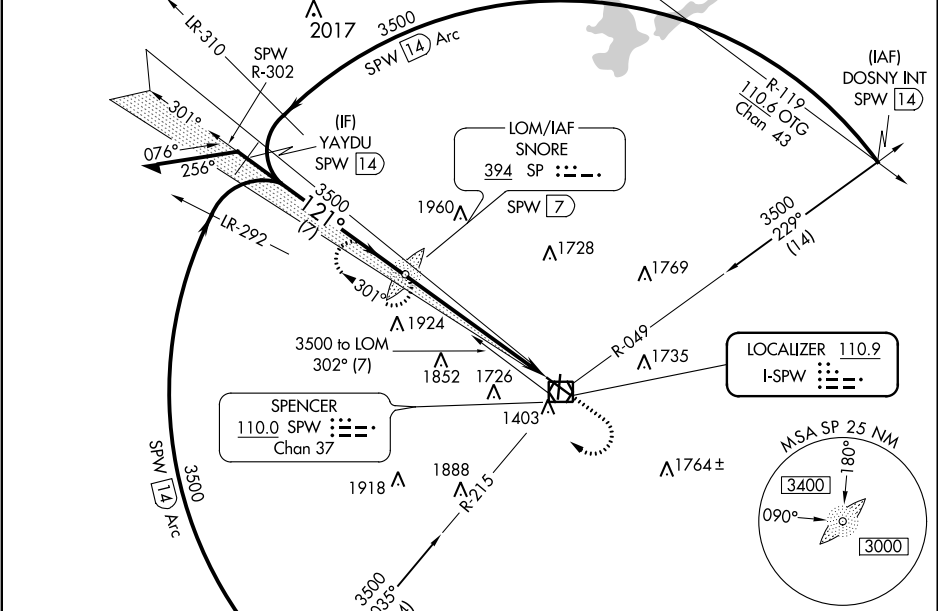 LR-310
2017
3500
SPW 14 Arc
SPW
R-302
(IAF)
DOSNY INT
SPW 14
R-119
110.6 OTG
Chan 43
301°
(IF)
YAYDU
SPW 14
076°
256°
LOM/IAF
SNORE
394 SP
SPW 7
3500
121°
(7)
1960
LR-292
1728
1769
3500
229°
(14)
301°
1924
3500 to LOM
302° (7)
1852
1726
R-049
1735
LOCALIZER 110.9
I-SPW
SPENCER
110.0 SPW
Chan 37
1403
MSA SP 25 NM
180°
3400
090°
3000
SPW 14 Arc
3500
1918
1888
R-215
1764±
3500
035°